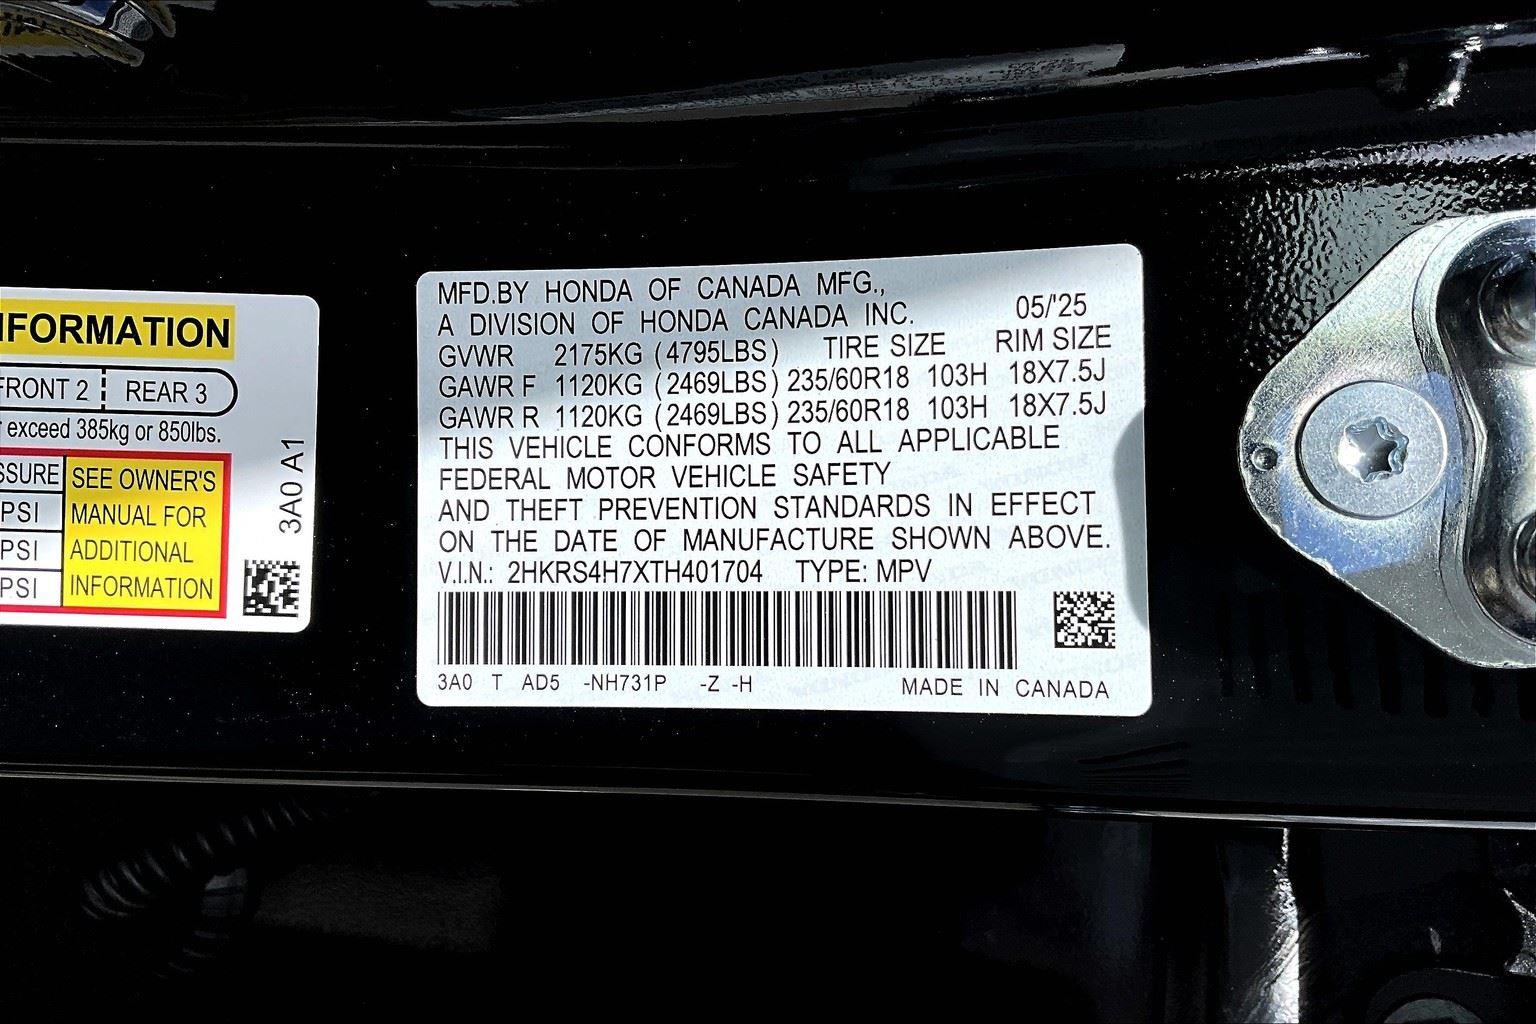 NFORMATION
FRONT 2 REAR 3
exceed 385kg or 850lbs.
SSURE SEE OWNER'S
PSI MANUAL FOR
PSI ADDITIONAL
PSI INFORMATION
3A0 A1
MFD.BY HONDA OF CANADA MFG.,
A DIVISION OF HONDA CANADA INC. 05/'25
GVWR 2175KG (4795LBS) TIRE SIZE RIM SIZE
GAWR F 1120KG (2469LBS) 235/60R18 103H 18X7.5J
GAWR R 1120KG (2469LBS) 235/60R18 103H 18X7.5J
THIS VEHICLE CONFORMS TO ALL APPLICABLE
FEDERAL MOTOR VEHICLE SAFETY
AND THEFT PREVENTION STANDARDS IN EFFECT
ON THE DATE OF MANUFACTURE SHOWN ABOVE.
V.I.N.: 2HKRS4H7XTH401704 TYPE: MPV
3A0 T AD5 -NH731P -Z -H MADE IN CANADA